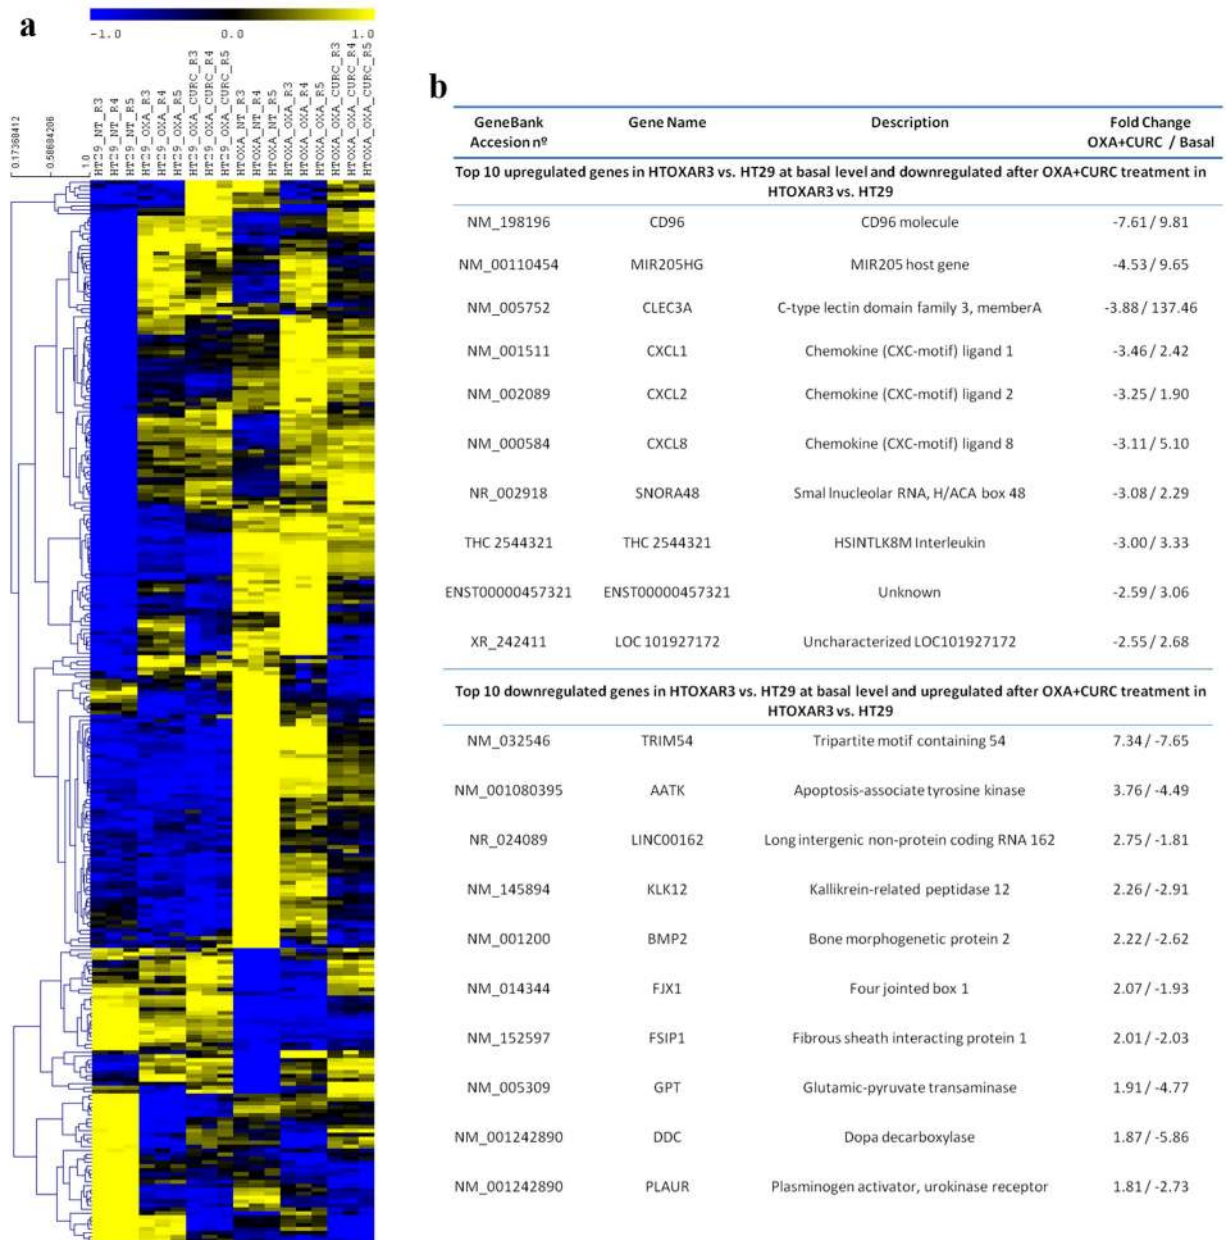 a
-1.0 0.0 1.0
0.17360412
0.58684206
1.0
HT29_NT_R3
HT29_NT_R4
HT29_NT_R5
HT29_OXA_R3
HT29_OXA_R4
HT29_OXA_R5
HT29_OXA_CURC_R3
HT29_OXA_CURC_R4
HT29_OXA_CURC_R5
HTOXA_NT_R3
HTOXA_NT_R4
HTOXA_NT_R5
HTOXA_OXA_R3
HTOXA_OXA_R4
HTOXA_OXA_R5
HTOXA_OXA_CURC_R3
HTOXA_OXA_CURC_R4
HTOXA_OXA_CURC_R5
b
GeneBank Gene Name Description Fold Change
Accesion nº OXA+CURC / Basal
Top 10 upregulated genes in HTOXAR3 vs. HT29 at basal level and downregulated after OXA+CURC treatment in
HTOXAR3 vs. HT29
NM_198196 CD96 CD96 molecule -7.61 / 9.81
NM_00110454 MIR205HG MIR205 host gene -4.53 / 9.65
NM_005752 CLEC3A C-type lectin domain family 3, memberA -3.88 / 137.46
NM_001511 CXCL1 Chemokine (CXC-motif) ligand 1 -3.46 / 2.42
NM_002089 CXCL2 Chemokine (CXC-motif) ligand 2 -3.25 / 1.90
NM_000584 CXCL8 Chemokine (CXC-motif) ligand 8 -3.11 / 5.10
NR_002918 SNORA48 Smal lnucleolar RNA, H/ACA box 48 -3.08 / 2.29
THC 2544321 THC 2544321 HSINTLK8M Interleukin -3.00 / 3.33
ENST00000457321 ENST00000457321 Unknown -2.59 / 3.06
XR_242411 LOC 101927172 Uncharacterized LOC101927172 -2.55 / 2.68
Top 10 downregulated genes in HTOXAR3 vs. HT29 at basal level and upregulated after OXA+CURC treatment in
HTOXAR3 vs. HT29
NM_032546 TRIM54 Tripartite motif containing 54 7.34 / -7.65
NM_001080395 AATK Apoptosis-associate tyrosine kinase 3.76 / -4.49
NR_024089 LINC00162 Long intergenic non-protein coding RNA 162 2.75 / -1.81
NM_145894 KLK12 Kallikrein-related peptidase 12 2.26 / -2.91
NM_001200 BMP2 Bone morphogenetic protein 2 2.22 / -2.62
NM_014344 FJX1 Four jointed box 1 2.07 / -1.93
NM_152597 FSIP1 Fibrous sheath interacting protein 1 2.01 / -2.03
NM_005309 GPT Glutamic-pyruvate transaminase 1.91 / -4.77
NM_001242890 DDC Dopa decarboxylase 1.87 / -5.86
NM_001242890 PLAUR Plasminogen activator, urokinase receptor 1.81 / -2.73